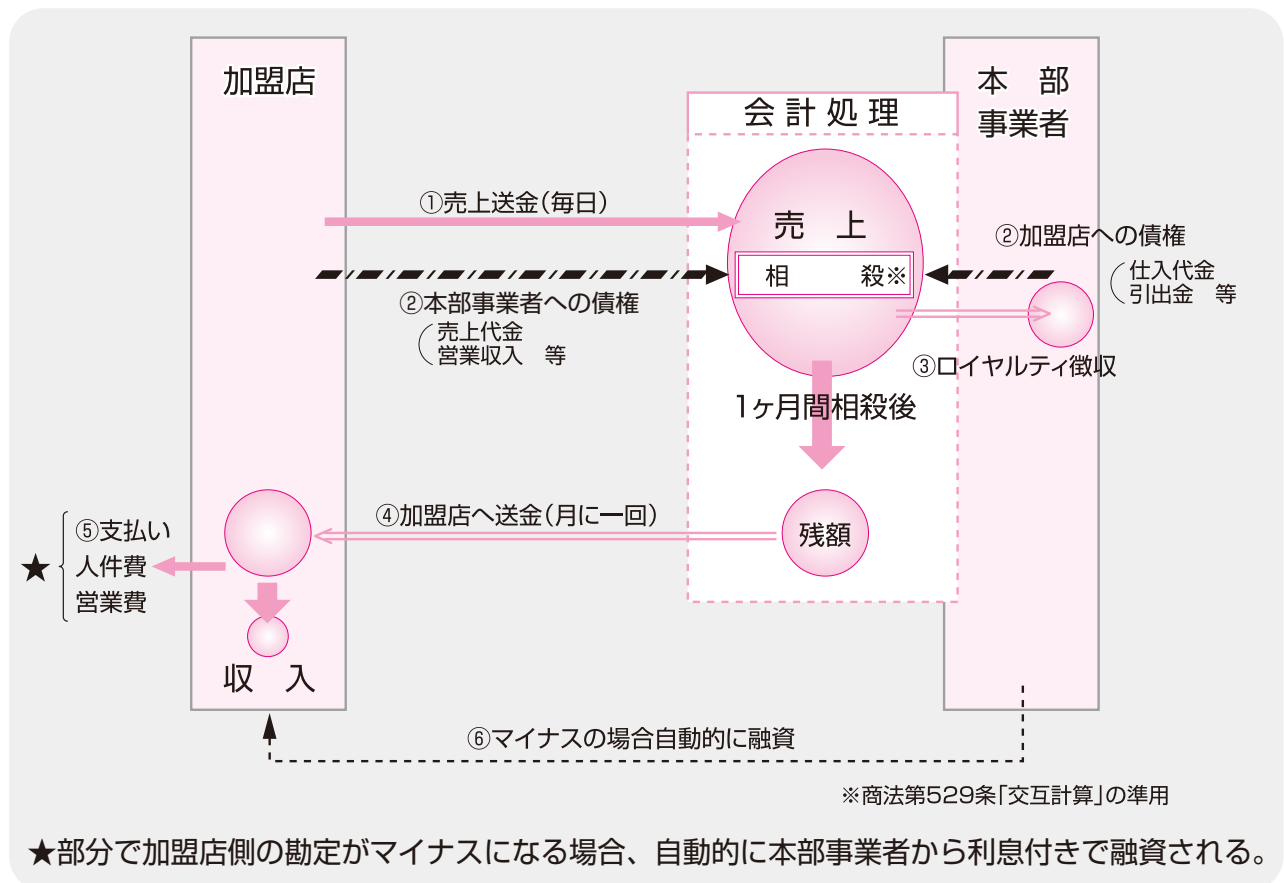 加盟店
本　部
事業者
会計処理
①売上送金（毎日）
売　上
相　　殺※
②加盟店への債権
仕入代金
引出金　等
②本部事業者への債権
売上代金
営業収入　等
③ロイヤルティ徴収
1ヶ月間相殺後
④加盟店へ送金（月に一回）
残額
★
⑤支払い
人件費
営業費
収　入
⑥マイナスの場合自動的に融資
※商法第529条「交互計算」の準用
★部分で加盟店側の勘定がマイナスになる場合、自動的に本部事業者から利息付きで融資される。